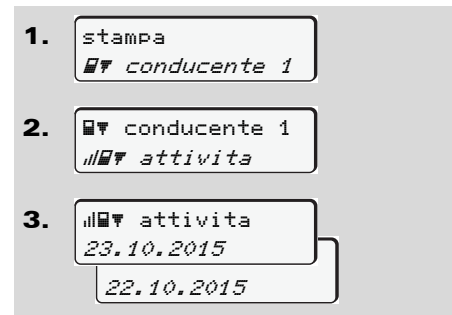 1. stampa
conducente 1
2. conducente 1
attivita
3. attivita
23.10.2015
22.10.2015